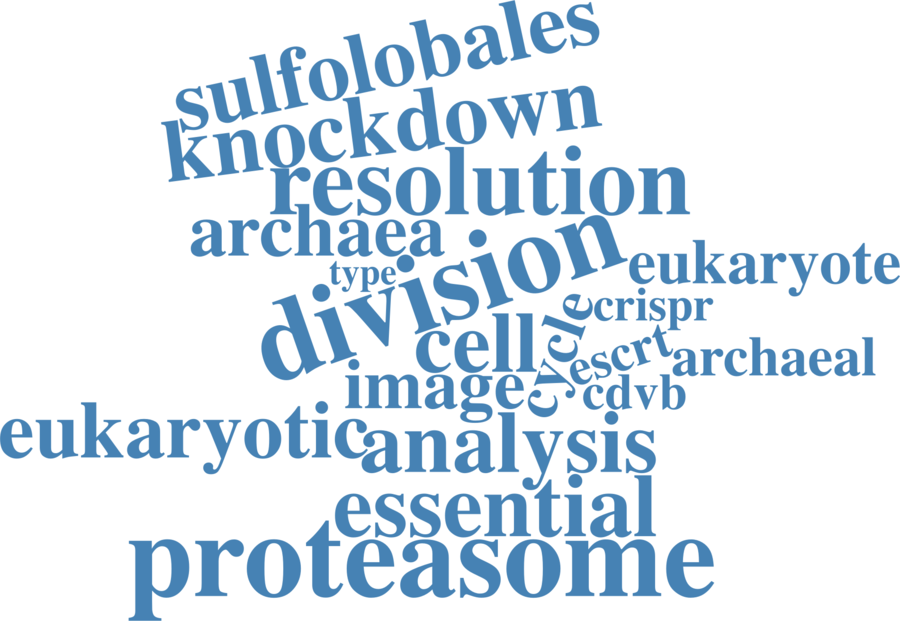 sulfolobales
knockdown
resolution
archaea
division
type
eukaryote
crispr
cell
cycle
escrt
archaeal
image
cdvb
eukaryotic
analysis
essential
proteasome